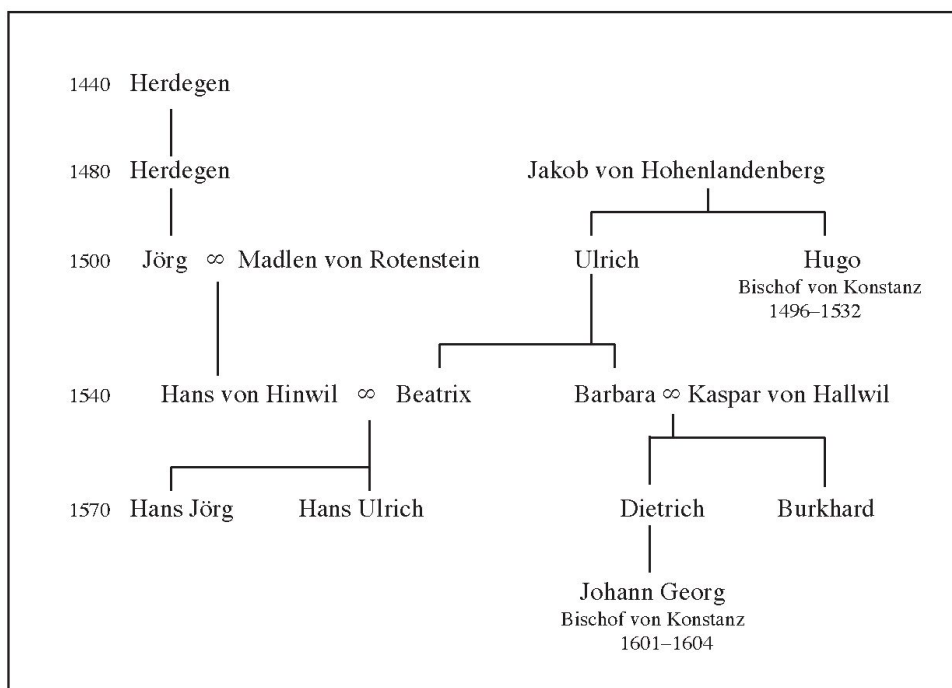 1440 Herdegen
1480 Herdegen Jakob von Hohenlandenberg
1500 Jörg ∞ Madlen von Rotenstein Ulrich Hugo
Bischof von Konstanz
1496–1532
1540 Hans von Hinwil ∞ Beatrix Barbara ∞ Kaspar von Hallwil
1570 Hans Jörg Hans Ulrich Dietrich Burkhard
Johann Georg
Bischof von Konstanz
1601–1604